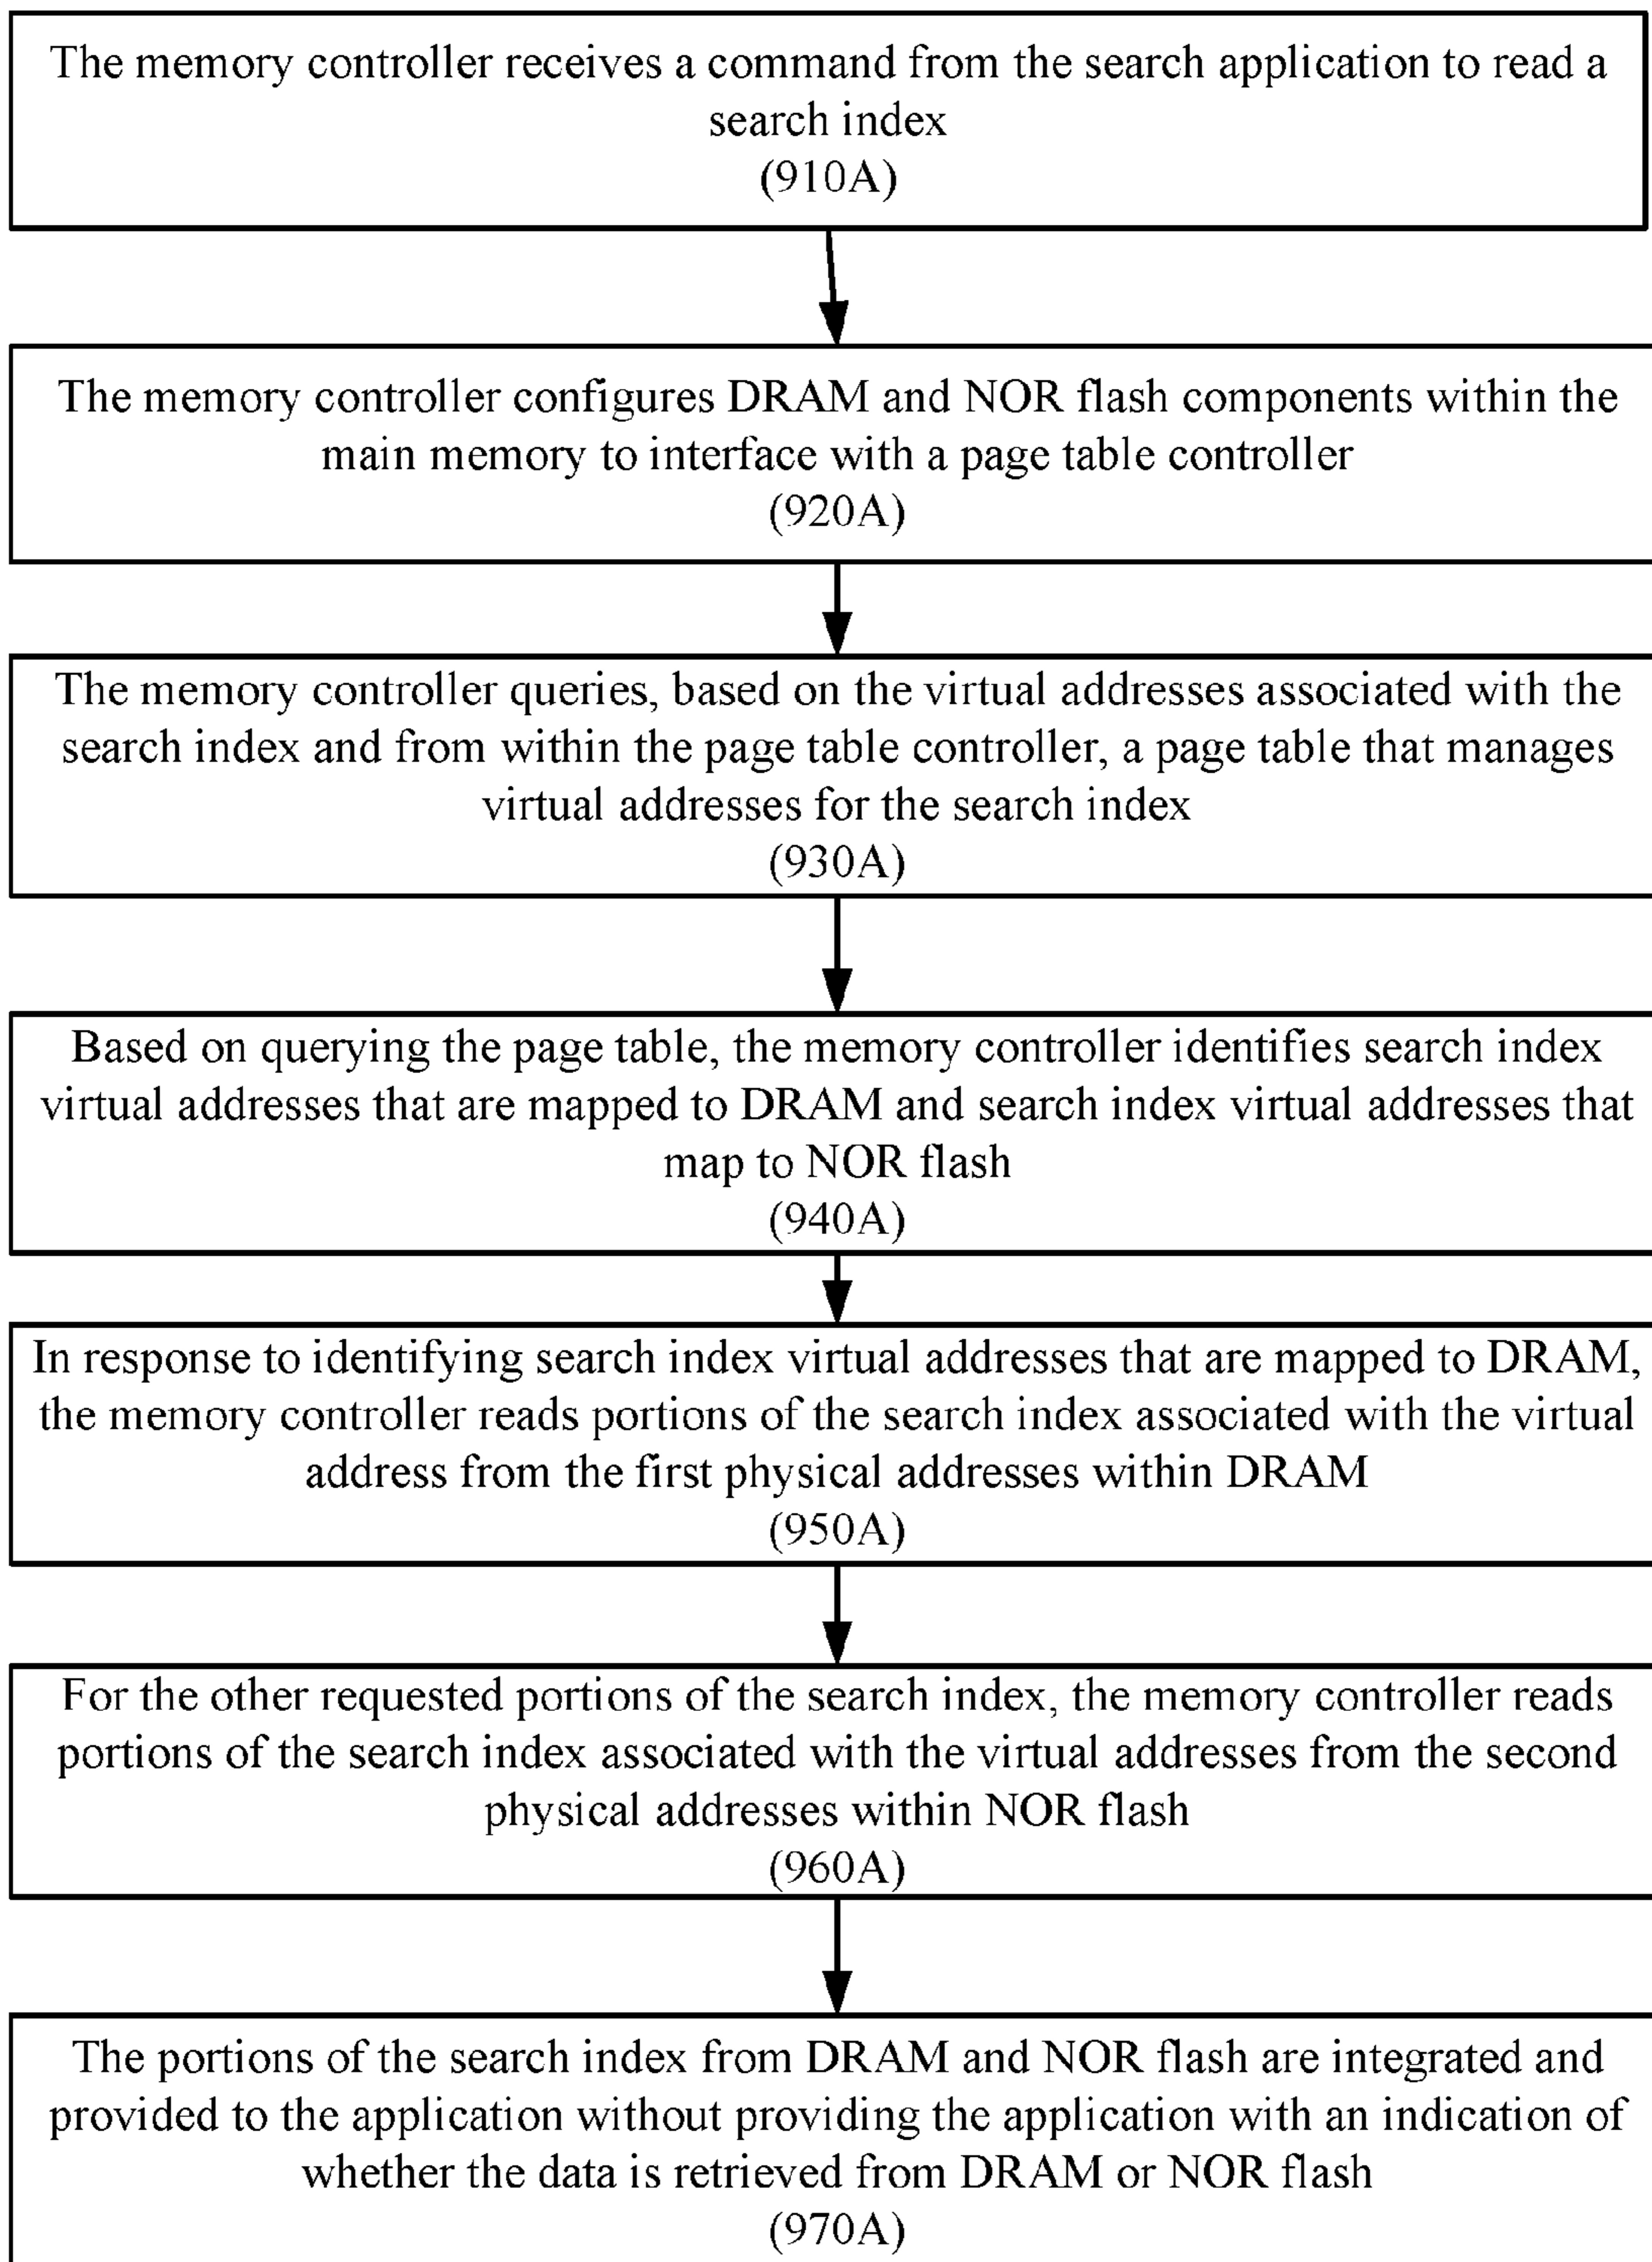 The memory controller receives a command from the search application to read a
search index
(910A)
The memory controller configures DRAM and NOR flash components within the
main memory to interface with a page table controller
(920A)
The memory controller queries, based on the virtual addresses associated with the
search index and from within the page table controller, a page table that manages
virtual addresses for the search index
(930A)
Based on querying the page table, the memory controller identifies search index
virtual addresses that are mapped to DRAM and search index virtual addresses that
map to NOR flash
(940A)
In response to identifying search index virtual addresses that are mapped to DRAM,
the memory controller reads portions of the search index associated with the virtual
address from the first physical addresses within DRAM
(950A)
For the other requested portions of the search index, the memory controller reads
portions of the search index associated with the virtual addresses from the second
physical addresses within NOR flash
(960A)
The portions of the search index from DRAM and NOR flash are integrated and
provided to the application without providing the application with an indication of
whether the data is retrieved from DRAM or NOR flash
(970A)